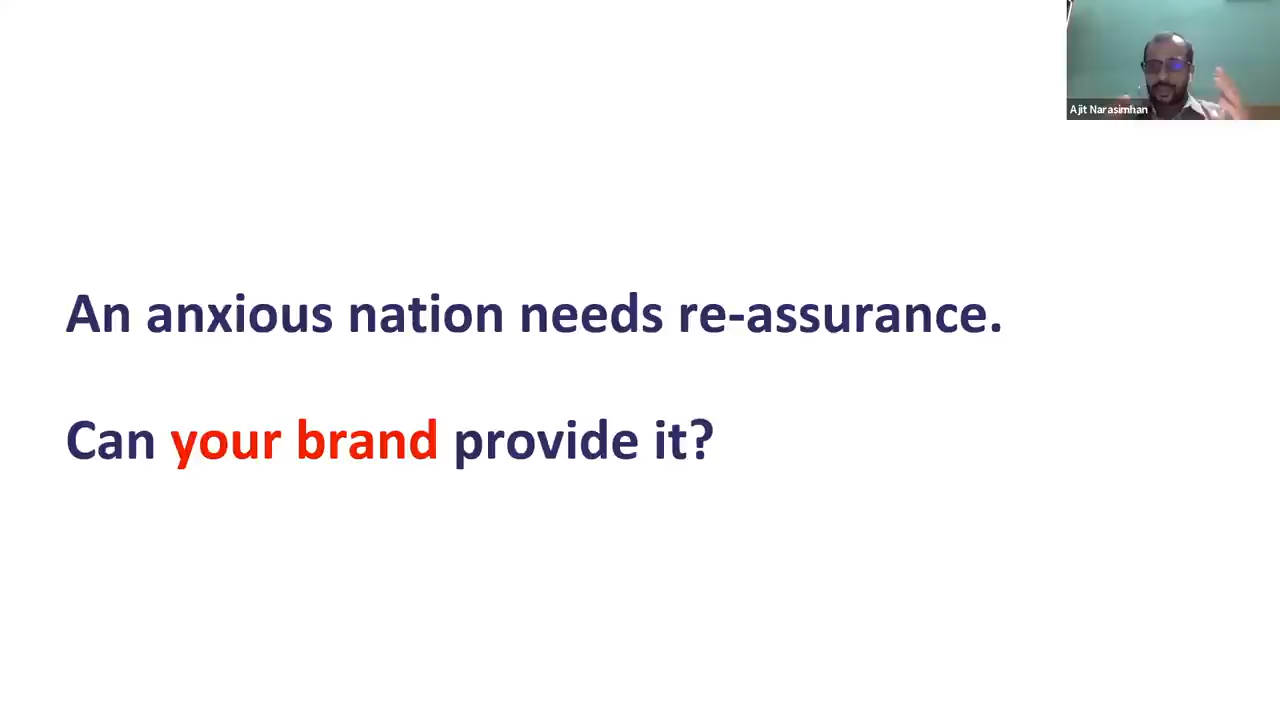 Ajit Narasimhan
An anxious nation needs re-assurance.
Can your brand provide it?